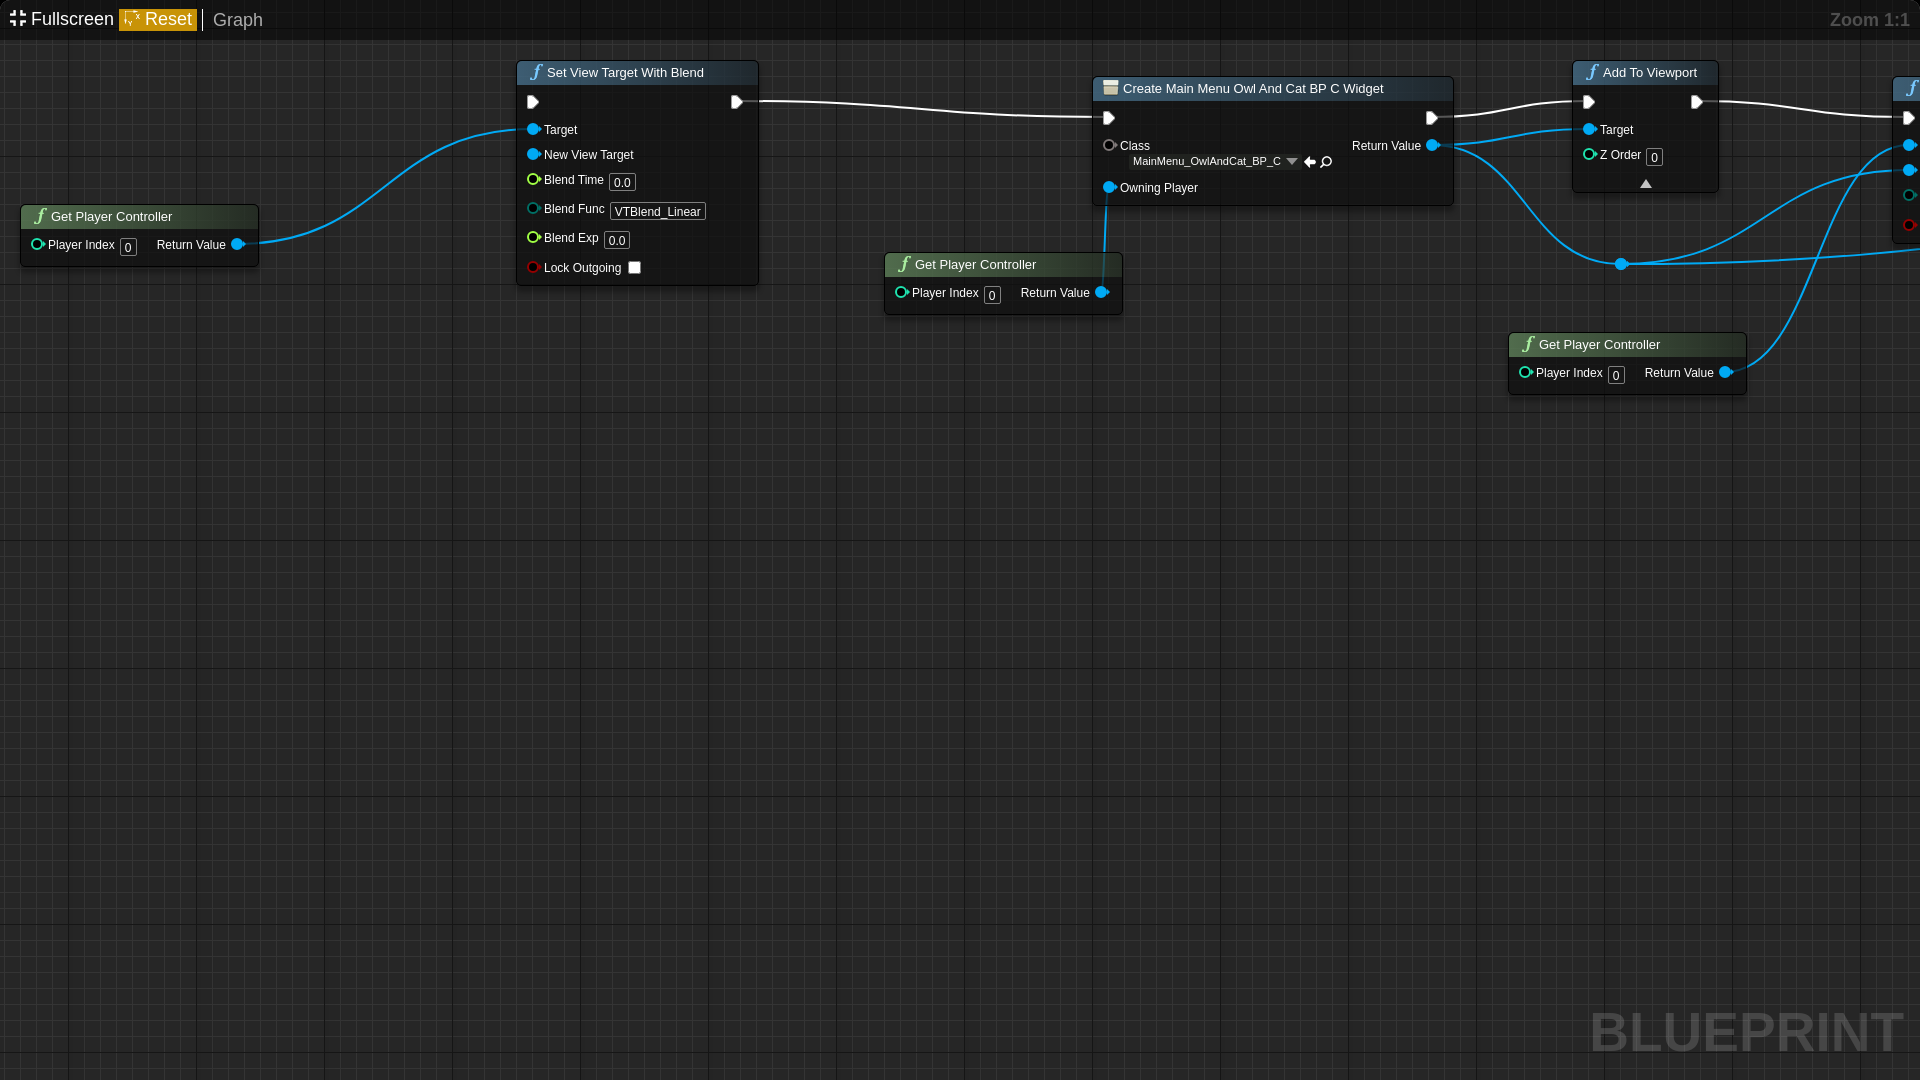 Fullscreen Reset Graph Zoom 1:1
Set View Target With Blend
Target
New View Target
Blend Time 0.0
Blend Func VTBlend_Linear
Blend Exp 0.0
Lock Outgoing
Get Player Controller
Player Index 0 Return Value
Create Main Menu Owl And Cat BP C Widget
Class Return Value
MainMenu_OwlAndCat_BP_C
Owning Player
Get Player Controller
Player Index 0 Return Value
Add To Viewport
Target
Z Order 0
Get Player Controller
Player Index 0 Return Value
BLUEPRINT